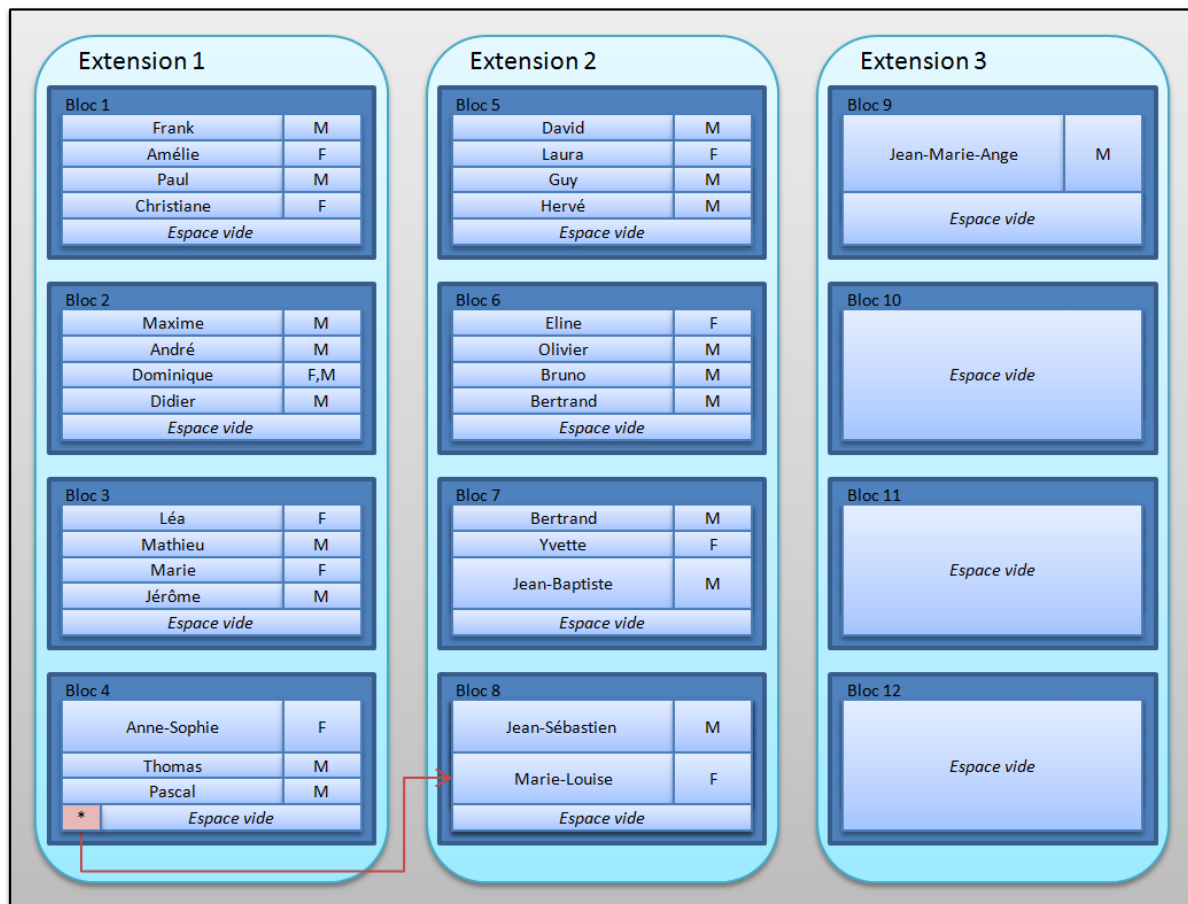 Extension 1
Bloc 1
Frank M
Amélie F
Paul M
Christiane F
Espace vide
Bloc 2
Maxime M
André M
Dominique F,M
Didier M
Espace vide
Bloc 3
Léa F
Mathieu M
Marie F
Jérôme M
Espace vide
Bloc 4
Anne-Sophie F
Thomas M
Pascal M
* Espace vide
Extension 2
Bloc 5
David M
Laura F
Guy M
Hervé M
Espace vide
Bloc 6
Eline F
Olivier M
Bruno M
Bertrand M
Espace vide
Bloc 7
Bertrand M
Yvette F
Jean-Baptiste M
Espace vide
Bloc 8
Jean-Sébastien M
Marie-Louise F
Espace vide
Extension 3
Bloc 9
Jean-Marie-Ange M
Espace vide
Bloc 10
Espace vide
Bloc 11
Espace vide
Bloc 12
Espace vide